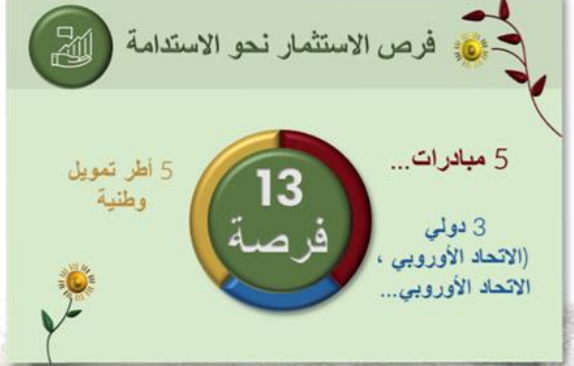 فرص الاستثمار نحو الاستدامة
5 مبادرات...
5 أطر تمويل
وطنية
13
فرصة
3 دولي
(الاتحاد الأوروبي ،
الاتحاد الأوروبي...